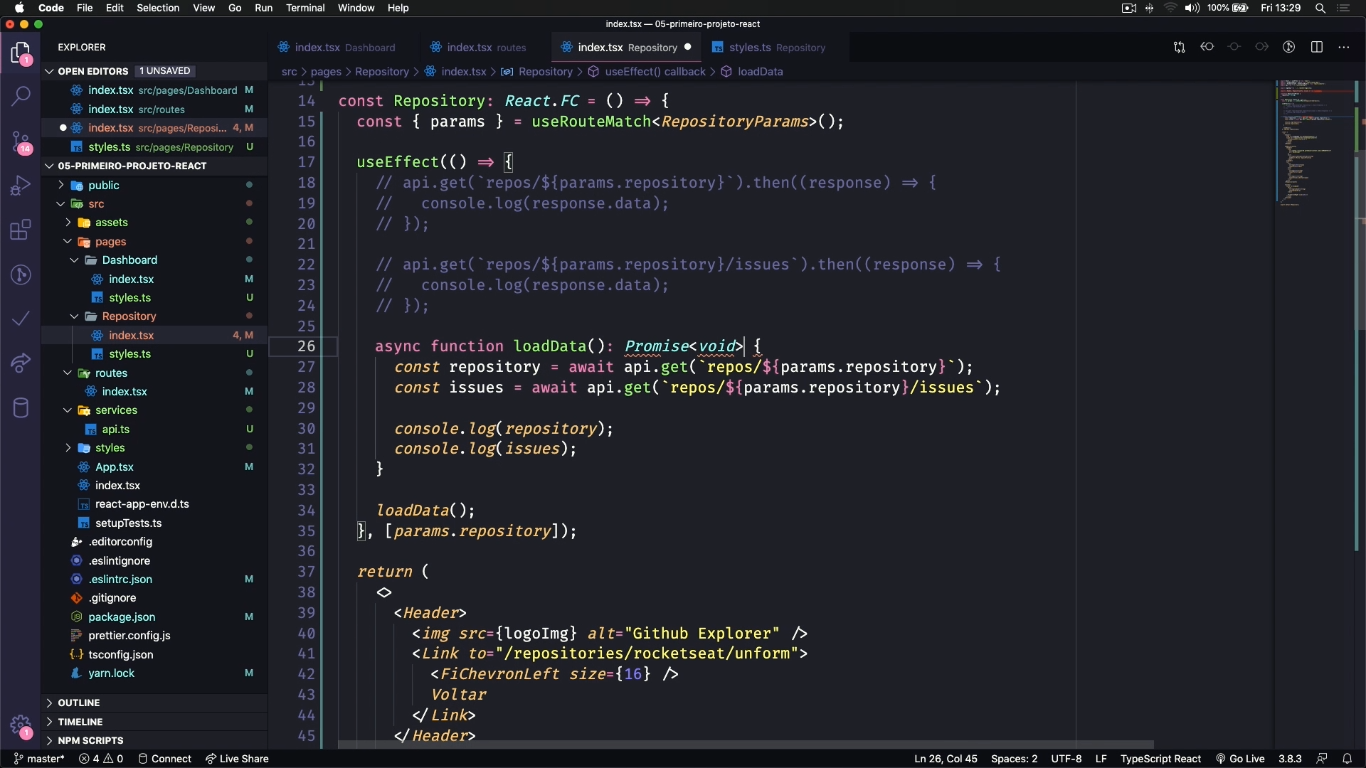 Code File Edit Selection View Go Run Terminal Window Help 100% Fri 13:29
index.tsx — 05-primeiro-projeto-react
EXPLORER
index.tsx Dashboard index.tsx routes index.tsx Repository styles.ts Repository
OPEN EDITORS 1 UNSAVED
src > pages > Repository > index.tsx > Repository > useEffect() callback > loadData
index.tsx src/pages/Dashboard M
index.tsx src/routes M
index.tsx src/pages/Reposi... 4, M
styles.ts src/pages/Repository U
05-PRIMEIRO-PROJETO-REACT
public
src
assets
pages
Dashboard
index.tsx M
styles.ts U
Repository
index.tsx 4, M
styles.ts U
routes
index.tsx M
services
api.ts U
styles
App.tsx M
index.tsx
react-app-env.d.ts
setupTests.ts
.editorconfig
.eslintignore
.eslintrc.json M
.gitignore
package.json M
prettier.config.js
tsconfig.json
yarn.lock M
OUTLINE
TIMELINE
NPM SCRIPTS
1
14
1
13
14 const Repository: React.FC = () => {
15 const { params } = useRouteMatch<RepositoryParams>();
16
17 useEffect(() => {
18 // api.get(`repos/${params.repository}`).then((response) => {
19 // console.log(response.data);
20 // });
21
22 // api.get(`repos/${params.repository}/issues`).then((response) => {
23 // console.log(response.data);
24 // });
25
26 async function loadData(): Promise<void> {
27 const repository = await api.get(`repos/${params.repository}`);
28 const issues = await api.get(`repos/${params.repository}/issues`);
29
30 console.log(repository);
31 console.log(issues);
32 }
33
34 loadData();
35 }, [params.repository]);
36
37 return (
38 <>
39 <Header>
40 <img src={logoImg} alt="Github Explorer" />
41 <Link to="/repositories/rocketseat/unform">
42 <FiChevronLeft size={16} />
43 Voltar
44 </Link>
45 </Header>
master* 4 0 Connect Live Share Ln 26, Col 45 Spaces: 2 UTF-8 LF TypeScript React Go Live 3.8.3